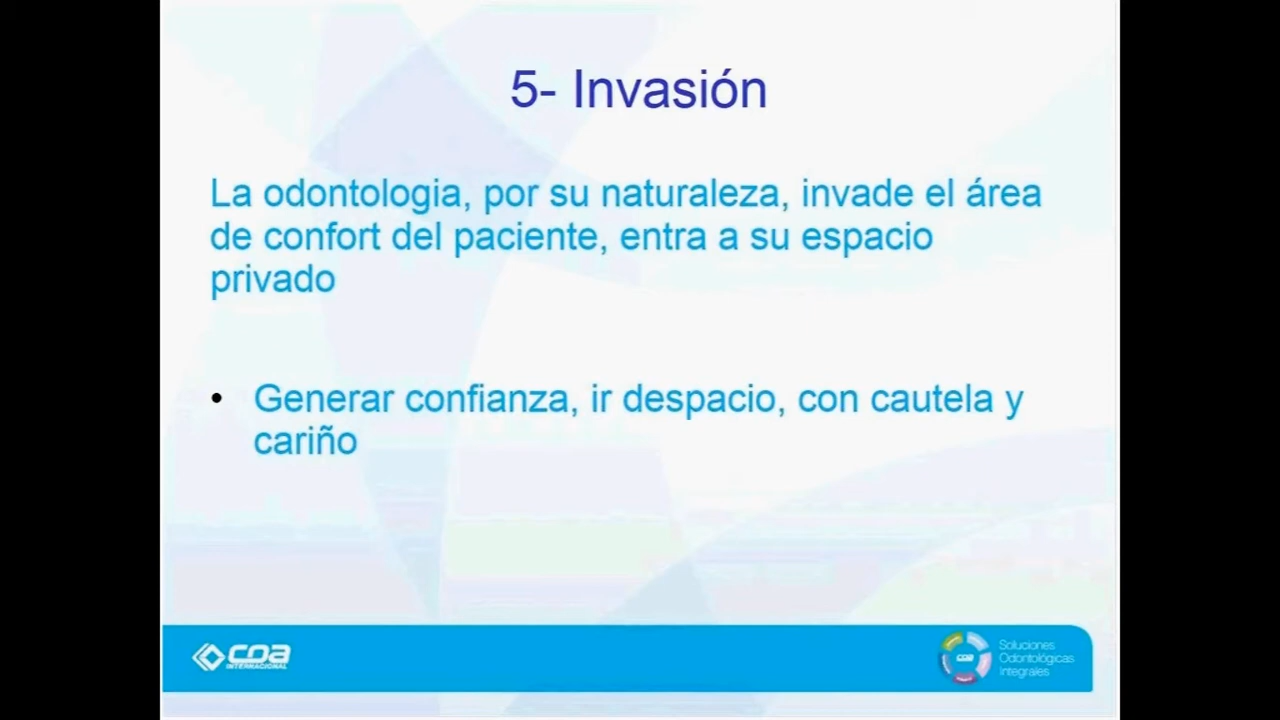 5- Invasión
La odontologia, por su naturaleza, invade el área
de confort del paciente, entra a su espacio
privado
• Generar confianza, ir despacio, con cautela y
cariño
COA
INTERNACIONAL
COA
Soluciones
Odontológicas
Integrales